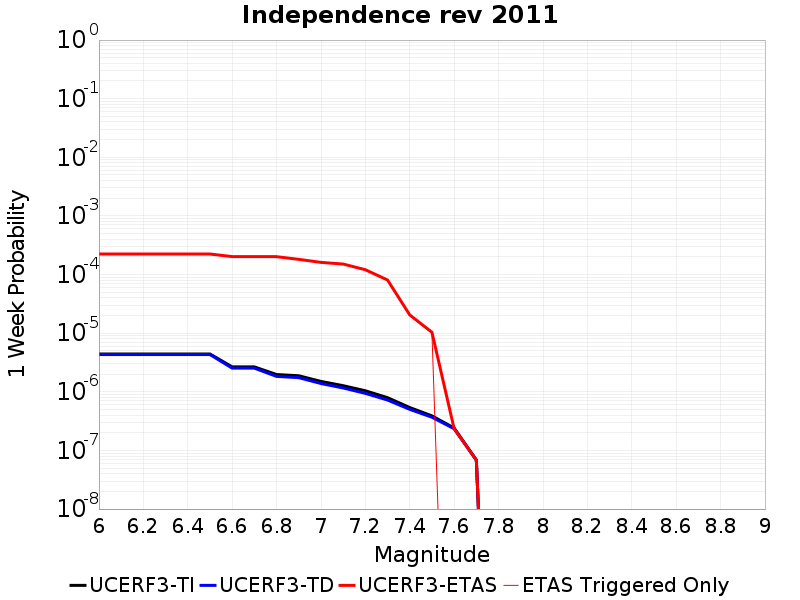 Independence rev 2011
1 Week Probability
10^0
10^-1
10^-2
10^-3
10^-4
10^-5
10^-6
10^-7
10^-8
6 6.2 6.4 6.6 6.8 7 7.2 7.4 7.6 7.8 8 8.2 8.4 8.6 8.8 9
Magnitude
UCERF3-TI UCERF3-TD UCERF3-ETAS ETAS Triggered Only